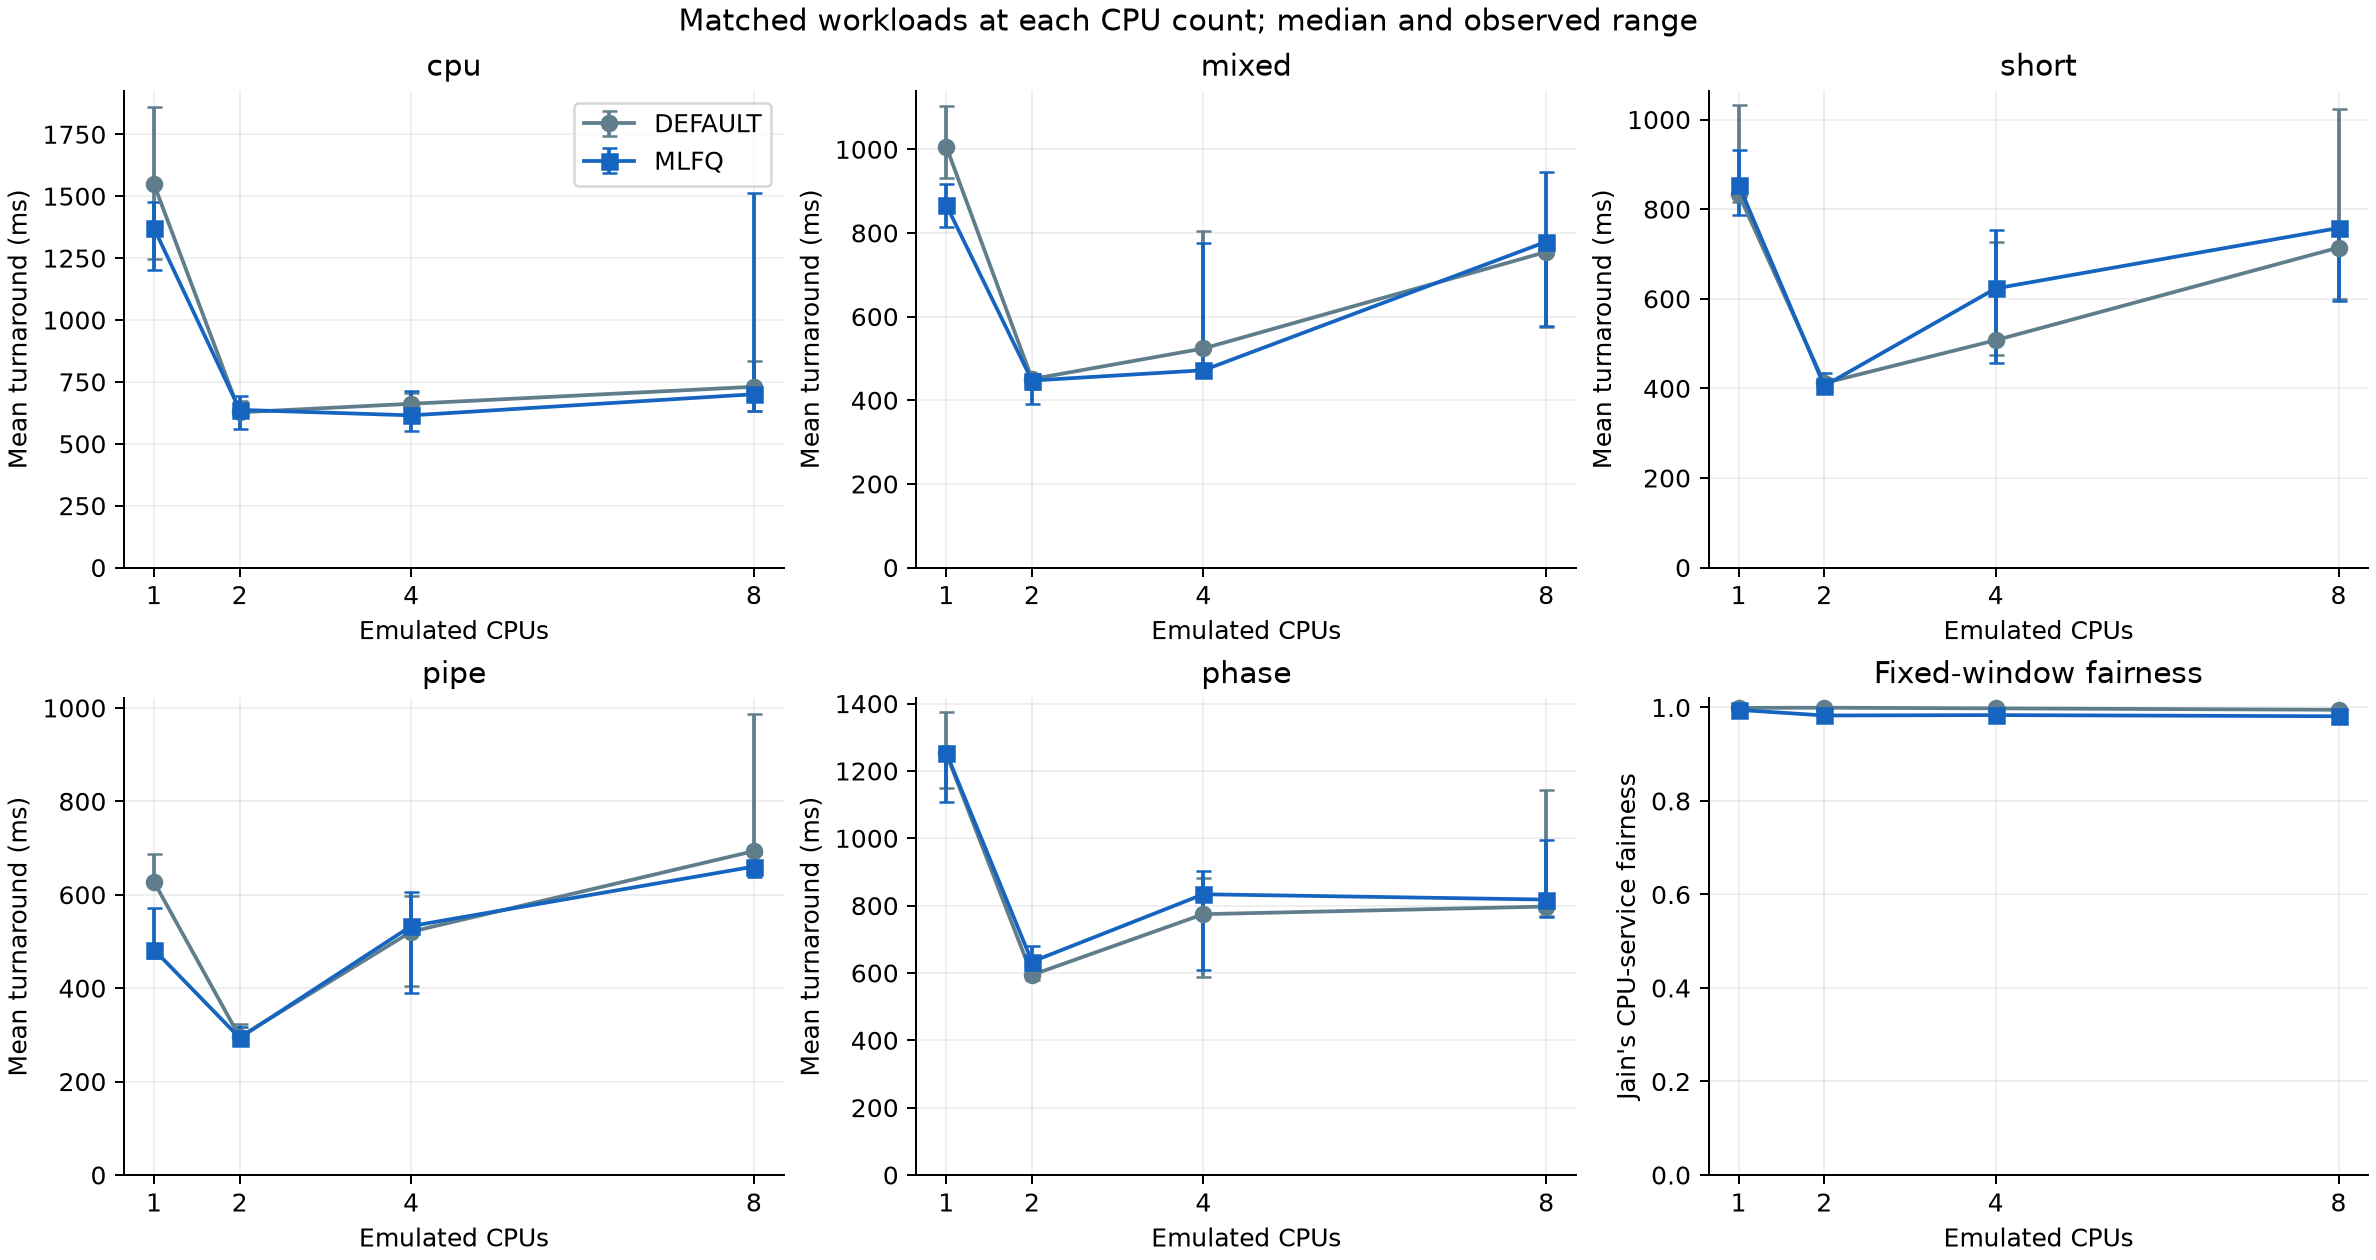 Matched workloads at each CPU count; median and observed range
cpu
Mean turnaround (ms)
1750
1500
1250
1000
750
500
250
0
DEFAULT
MLFQ
1 2 4 8
Emulated CPUs
mixed
Mean turnaround (ms)
1000
800
600
400
200
0
1 2 4 8
Emulated CPUs
short
Mean turnaround (ms)
1000
800
600
400
200
0
1 2 4 8
Emulated CPUs
pipe
Mean turnaround (ms)
1000
800
600
400
200
0
1 2 4 8
Emulated CPUs
phase
Mean turnaround (ms)
1400
1200
1000
800
600
400
200
0
1 2 4 8
Emulated CPUs
Fixed-window fairness
Jain's CPU-service fairness
1.0
0.8
0.6
0.4
0.2
0.0
1 2 4 8
Emulated CPUs